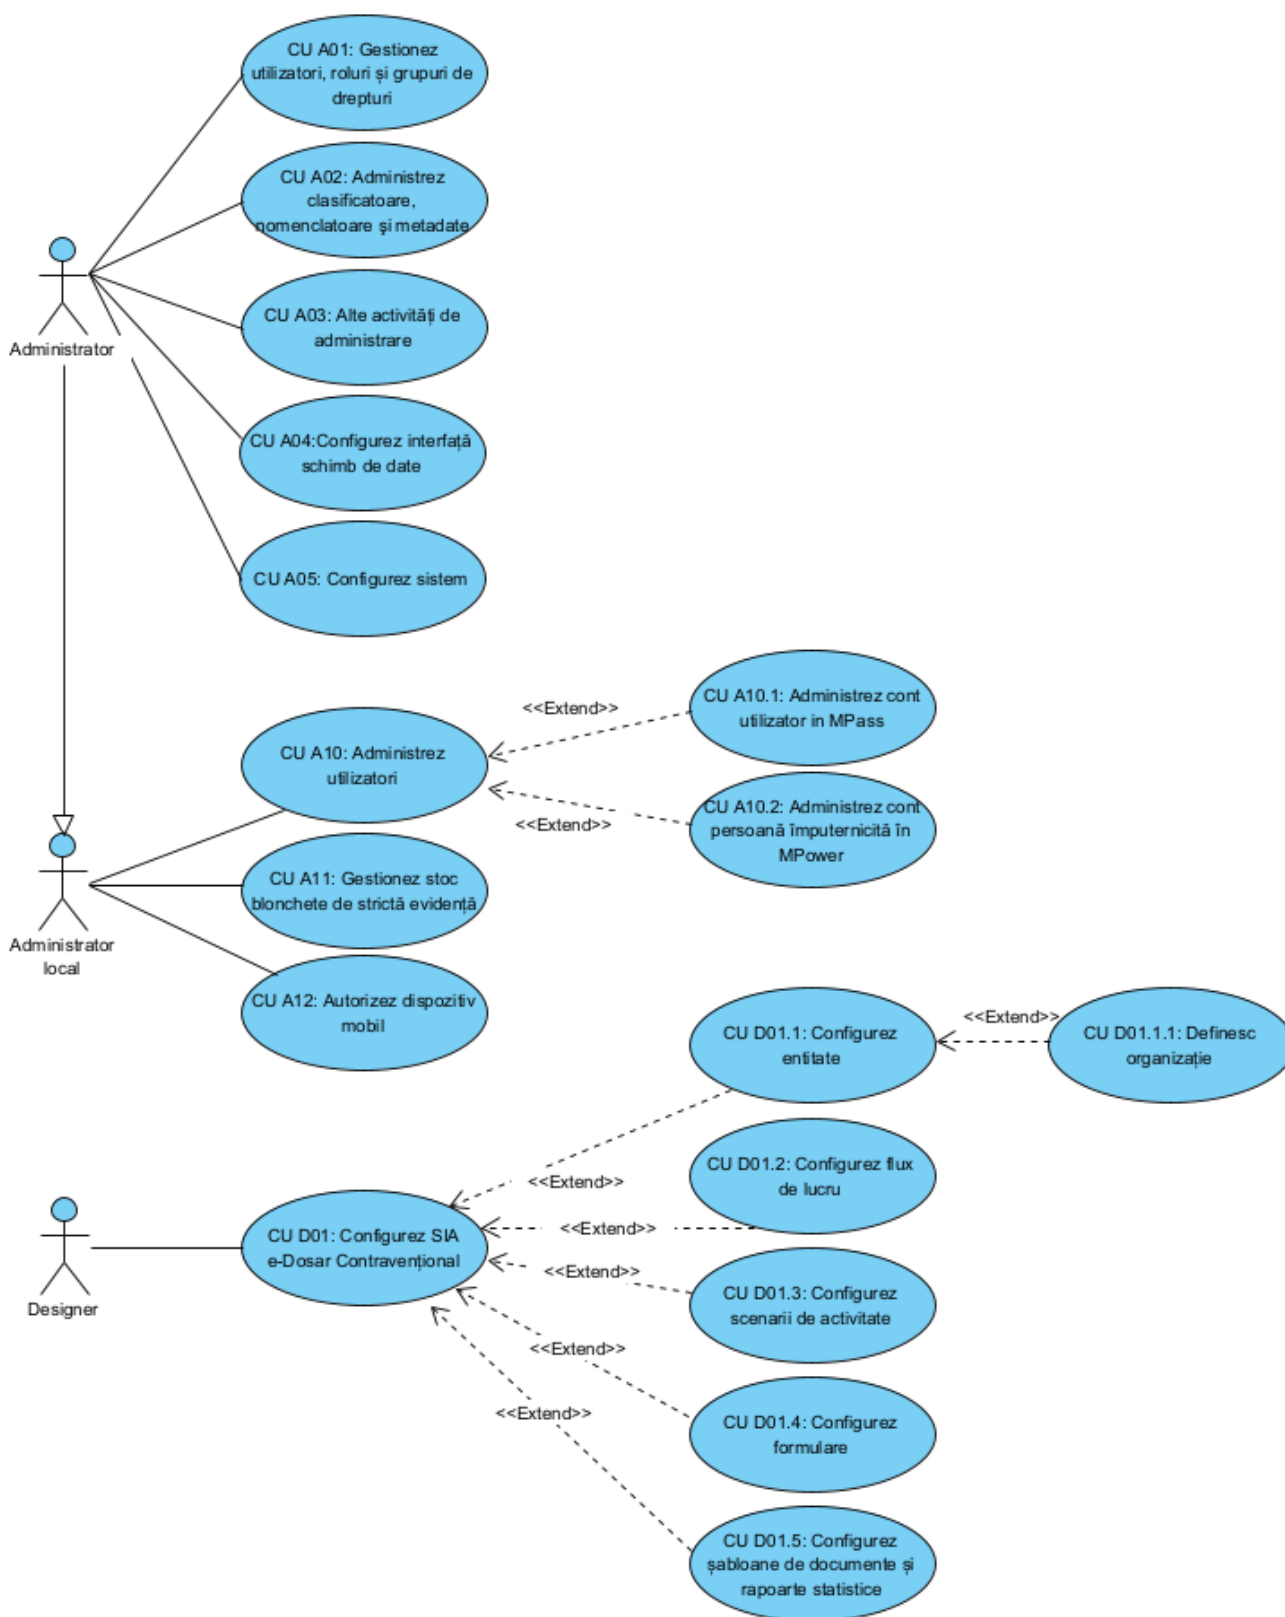 CU A01: Gestionez
utilizatori, roluri și grupuri de
drepturi
CU A02: Administrez
clasificatoare,
nomenclatoare şi metadate
Administrator
CU A03: Alte activități de
administrare
CU A04:Configurez interfață
schimb de date
CU A05: Configurez sistem
CU A10: Administrez
utilizatori
<<Extend>>
CU A10.1: Administrez cont
utilizator in MPass
<<Extend>>
CU A10.2: Administrez cont
persoană împuternicită în
MPower
CU A11: Gestionez stoc
blonchete de strictă evidență
Administrator
local
CU A12: Autorizez dispozitiv
mobil
CU D01.1: Configurez
entitate
<<Extend>>
CU D01.1.1: Definesc
organizație
<<Extend>>
CU D01.2: Configurez flux
de lucru
<<Extend>>
Designer
CU D01: Configurez SIA
e-Dosar Contravențional
<<Extend>>
CU D01.3: Configurez
scenarii de activitate
<<Extend>>
CU D01.4: Configurez
formulare
<<Extend>>
CU D01.5: Configurez
șabloane de documente și
rapoarte statistice